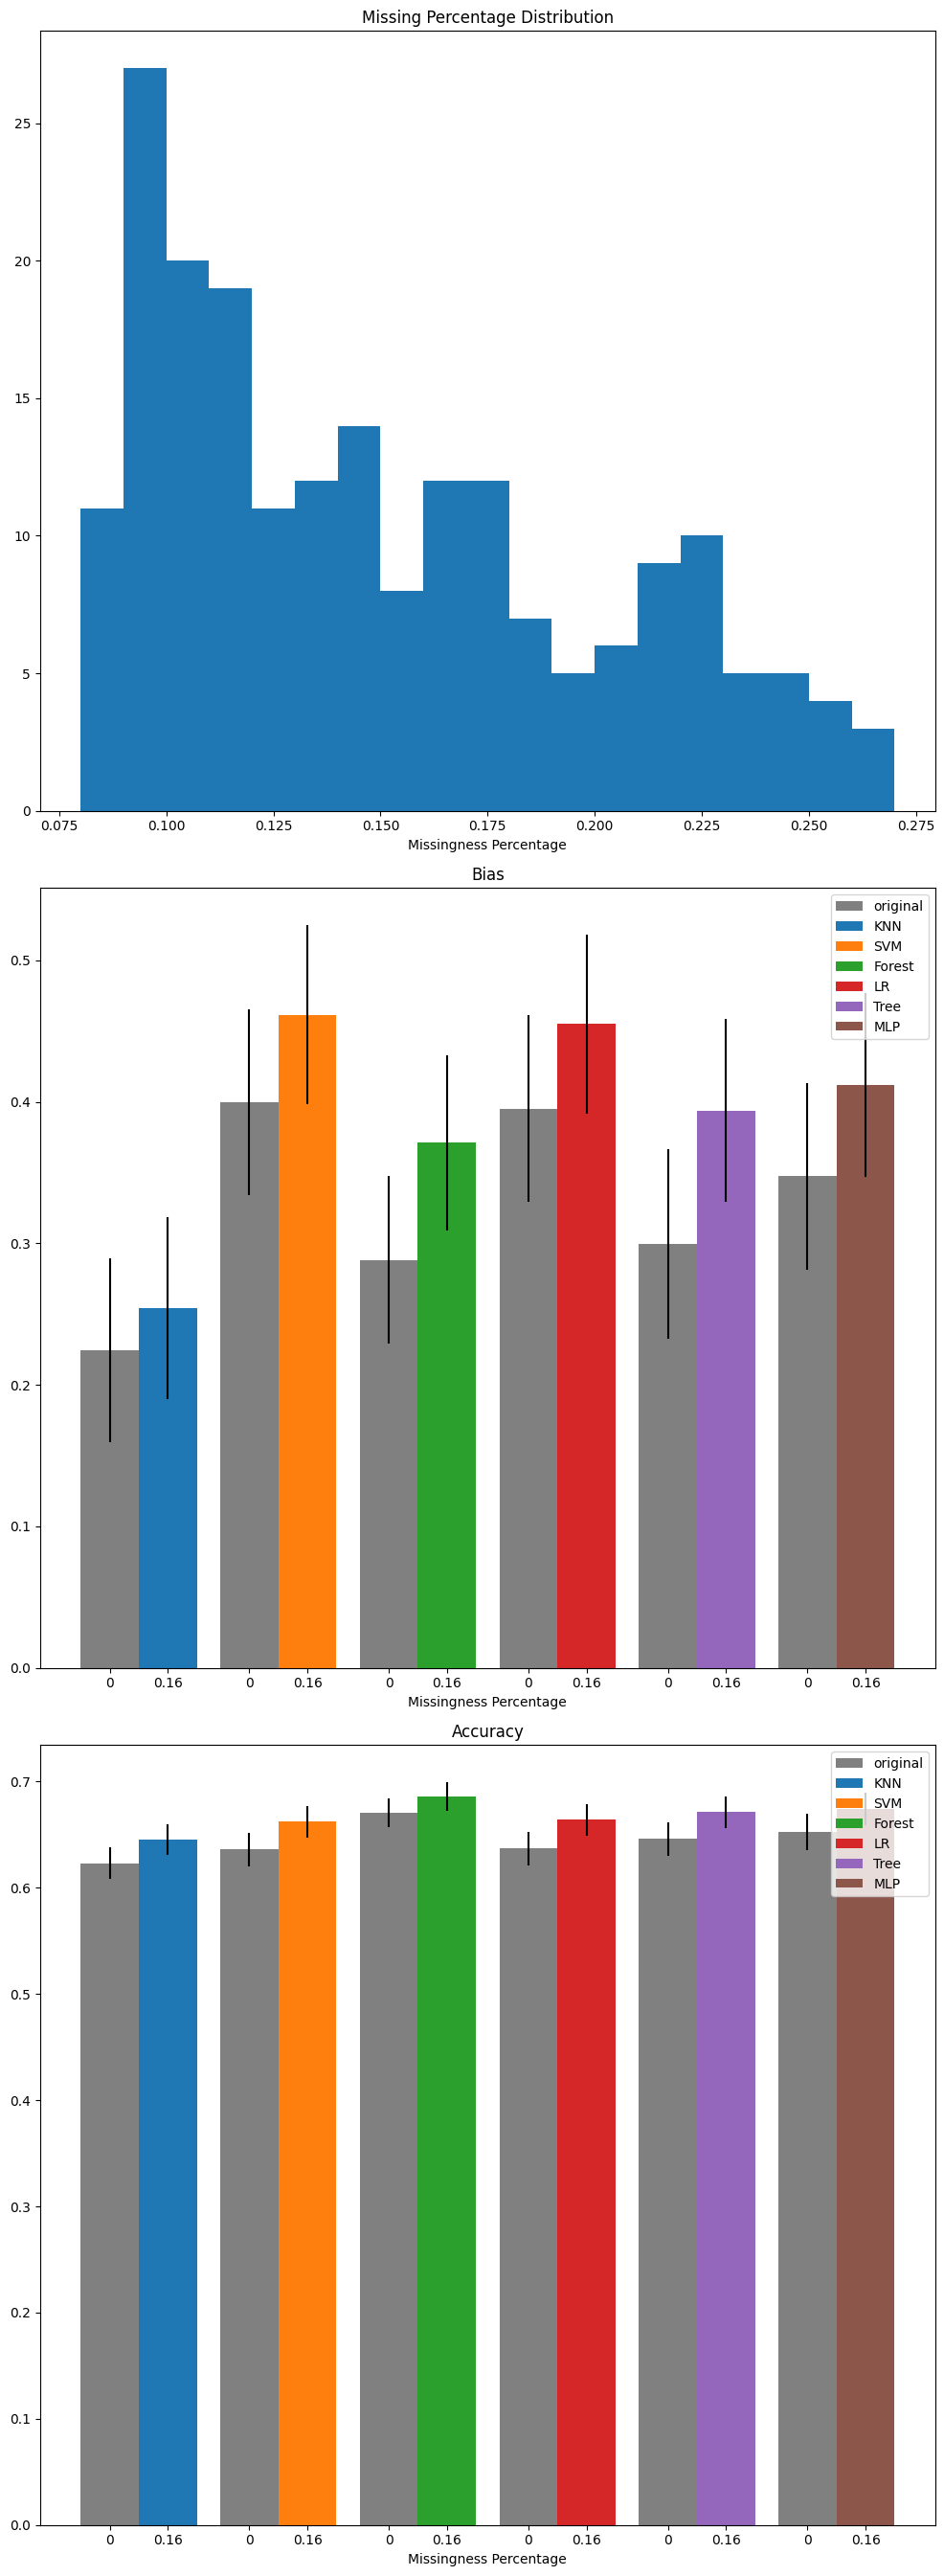 Missing Percentage Distribution
25
20
15
10
5
0
0.075 0.100 0.125 0.150 0.175 0.200 0.225 0.250 0.275
Missingness Percentage
Bias
original
KNN
SVM
Forest
LR
Tree
MLP
0.5
0.4
0.3
0.2
0.1
0.0
0 0.16 0 0.16 0 0.16 0 0.16 0 0.16 0 0.16
Missingness Percentage
Accuracy
original
KNN
SVM
Forest
LR
Tree
MLP
0.7
0.6
0.5
0.4
0.3
0.2
0.1
0.0
0 0.16 0 0.16 0 0.16 0 0.16 0 0.16 0 0.16
Missingness Percentage